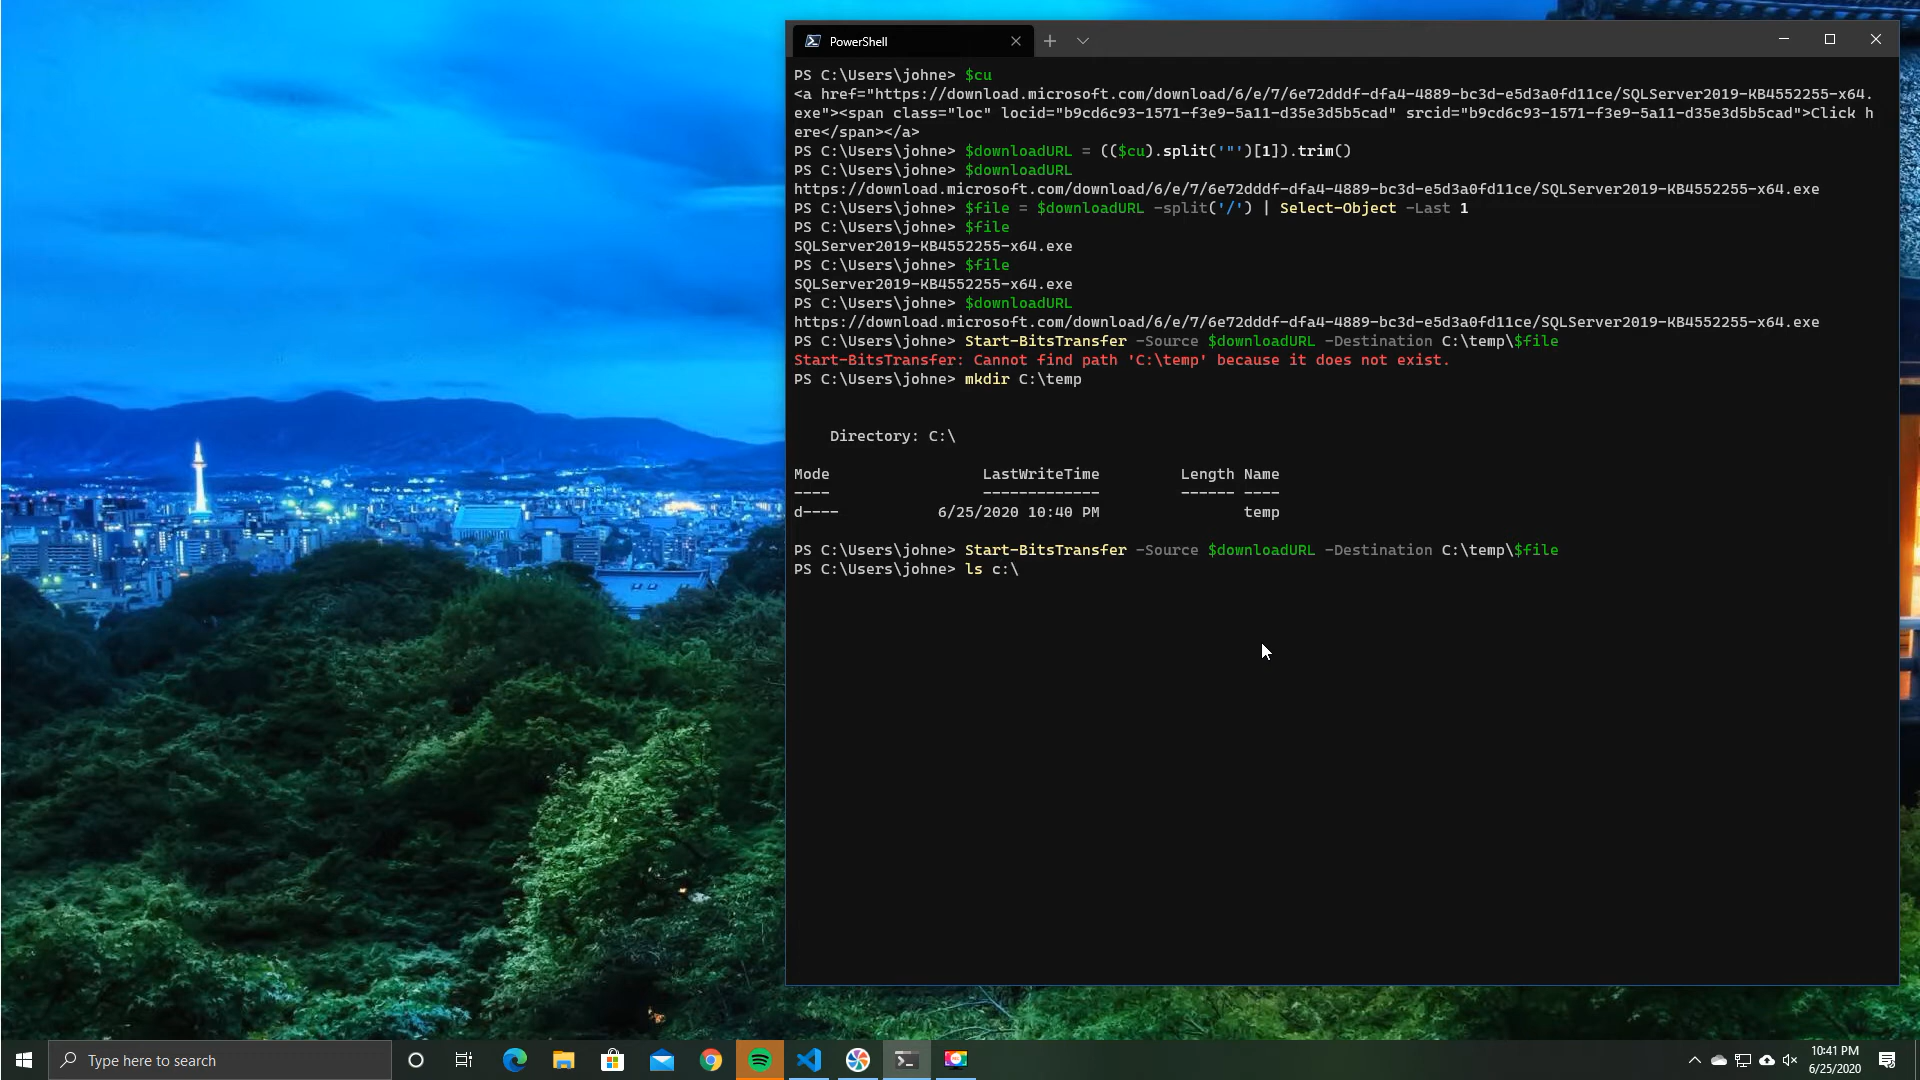 PowerShell
PS C:\Users\johne> $cu
<a href="https://download.microsoft.com/download/6/e/7/6e72dddf-dfa4-4889-bc3d-e5d3a0fd11ce/SQLServer2019-KB4552255-x64.
exe"><span class="loc" locid="b9cd6c93-1571-f3e9-5a11-d35e3d5b5cad" srcid="b9cd6c93-1571-f3e9-5a11-d35e3d5b5cad">Click h
ere</span></a>
PS C:\Users\johne> $downloadURL = (($cu).split('"')[1]).trim()
PS C:\Users\johne> $downloadURL
https://download.microsoft.com/download/6/e/7/6e72dddf-dfa4-4889-bc3d-e5d3a0fd11ce/SQLServer2019-KB4552255-x64.exe
PS C:\Users\johne> $file = $downloadURL -split('/') | Select-Object -Last 1
PS C:\Users\johne> $file
SQLServer2019-KB4552255-x64.exe
PS C:\Users\johne> $file
SQLServer2019-KB4552255-x64.exe
PS C:\Users\johne> $downloadURL
https://download.microsoft.com/download/6/e/7/6e72dddf-dfa4-4889-bc3d-e5d3a0fd11ce/SQLServer2019-KB4552255-x64.exe
PS C:\Users\johne> Start-BitsTransfer -Source $downloadURL -Destination C:\temp\$file
Start-BitsTransfer: Cannot find path 'C:\temp' because it does not exist.
PS C:\Users\johne> mkdir C:\temp
Directory: C:\
Mode LastWriteTime Length Name
---- ------------- ------ ----
d---- 6/25/2020 10:40 PM temp
PS C:\Users\johne> Start-BitsTransfer -Source $downloadURL -Destination C:\temp\$file
PS C:\Users\johne> ls c:\
Type here to search
10:41 PM
6/25/2020